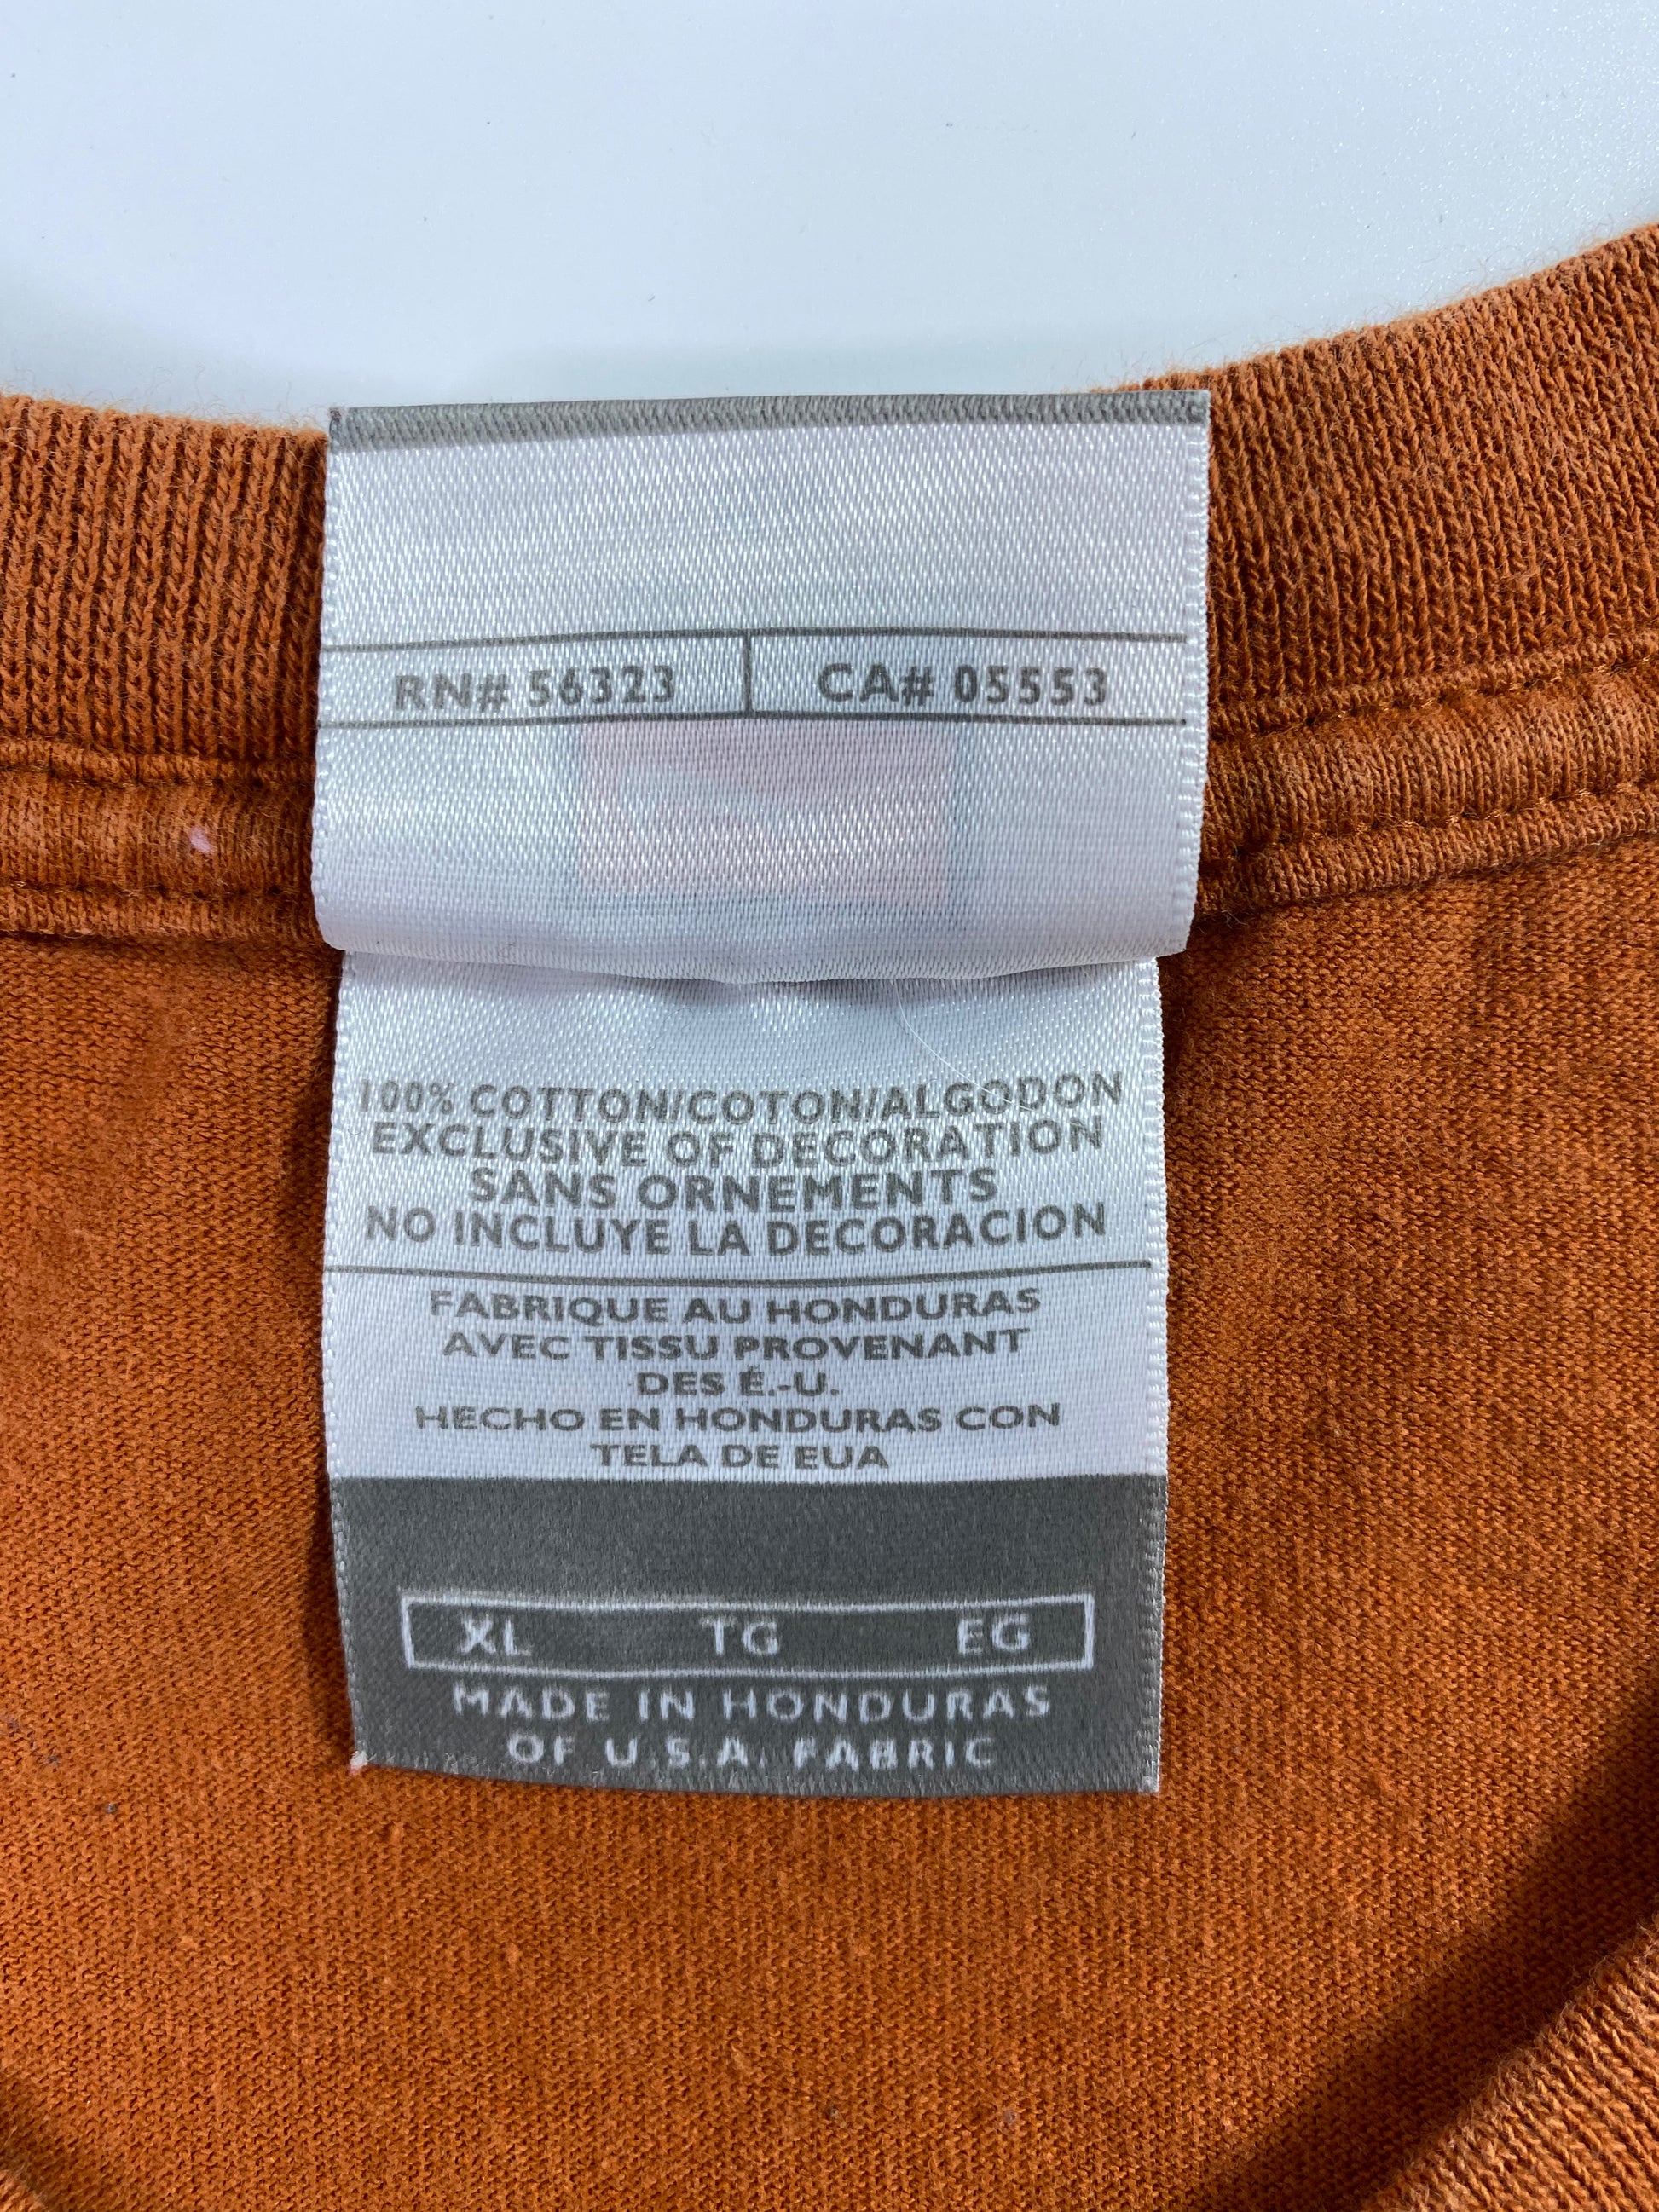 RN# 56323 CA# 05553
100% COTTON/COTON/ALGODON
EXCLUSIVE OF DECORATION
SANS ORNEMENTS
NO INCLUYE LA DECORACION
FABRIQUE AU HONDURAS
AVEC TISSU PROVENANT
DES É.-U.
HECHO EN HONDURAS CON
TELA DE EUA
XL TG EG
MADE IN HONDURAS
OF U.S.A. FABRIC